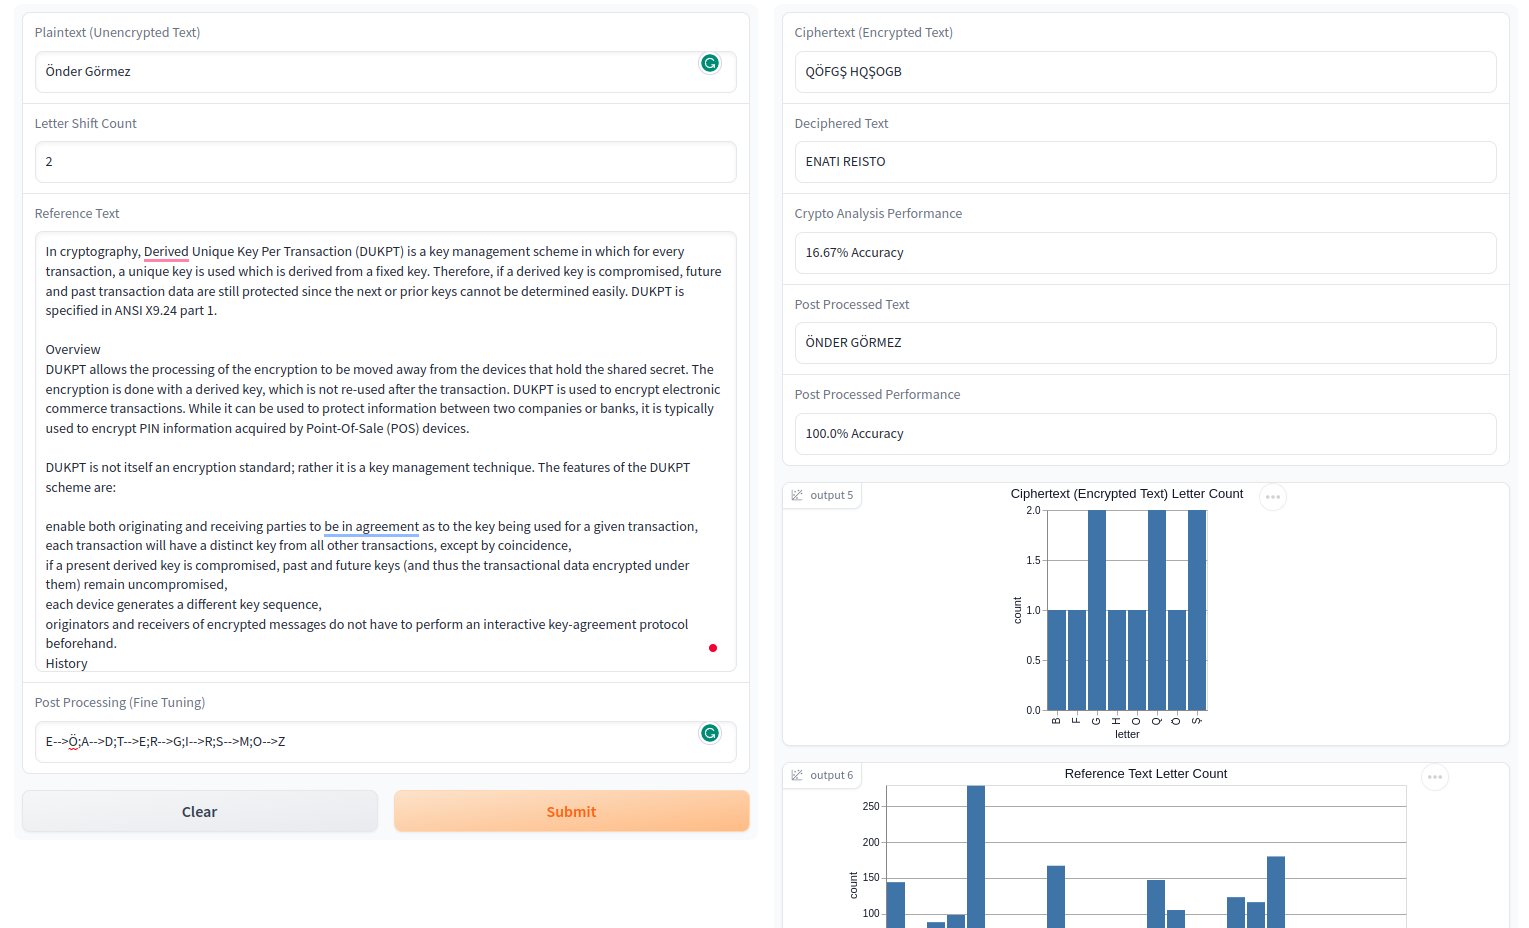 Plaintext (Unencrypted Text)
Önder Görmez
Letter Shift Count
2
Reference Text
In cryptography, Derived Unique Key Per Transaction (DUKPT) is a key management scheme in which for every
transaction, a unique key is used which is derived from a fixed key. Therefore, if a derived key is compromised, future
and past transaction data are still protected since the next or prior keys cannot be determined easily. DUKPT is
specified in ANSI X9.24 part 1.
Overview
DUKPT allows the processing of the encryption to be moved away from the devices that hold the shared secret. The
encryption is done with a derived key, which is not re-used after the transaction. DUKPT is used to encrypt electronic
commerce transactions. While it can be used to protect information between two companies or banks, it is typically
used to encrypt PIN information acquired by Point-Of-Sale (POS) devices.
DUKPT is not itself an encryption standard; rather it is a key management technique. The features of the DUKPT
scheme are:
enable both originating and receiving parties to be in agreement as to the key being used for a given transaction,
each transaction will have a distinct key from all other transactions, except by coincidence,
if a present derived key is compromised, past and future keys (and thus the transactional data encrypted under
them) remain uncompromised,
each device generates a different key sequence,
originators and receivers of encrypted messages do not have to perform an interactive key-agreement protocol
beforehand.
History
Post Processing (Fine Tuning)
E-->Ö;A-->D;T-->E;R-->G;I-->R;S-->M;O-->Z
Clear
Submit
Ciphertext (Encrypted Text)
QÖFGŞ HQŞOGB
Deciphered Text
ENATI REISTO
Crypto Analysis Performance
16.67% Accuracy
Post Processed Text
ÖNDER GÖRMEZ
Post Processed Performance
100.0% Accuracy
output 5
Ciphertext (Encrypted Text) Letter Count
2.0
1.5
1.0
0.5
0.0
count
B F G H O Q Ö Ş
letter
output 6
Reference Text Letter Count
250
200
150
100
count